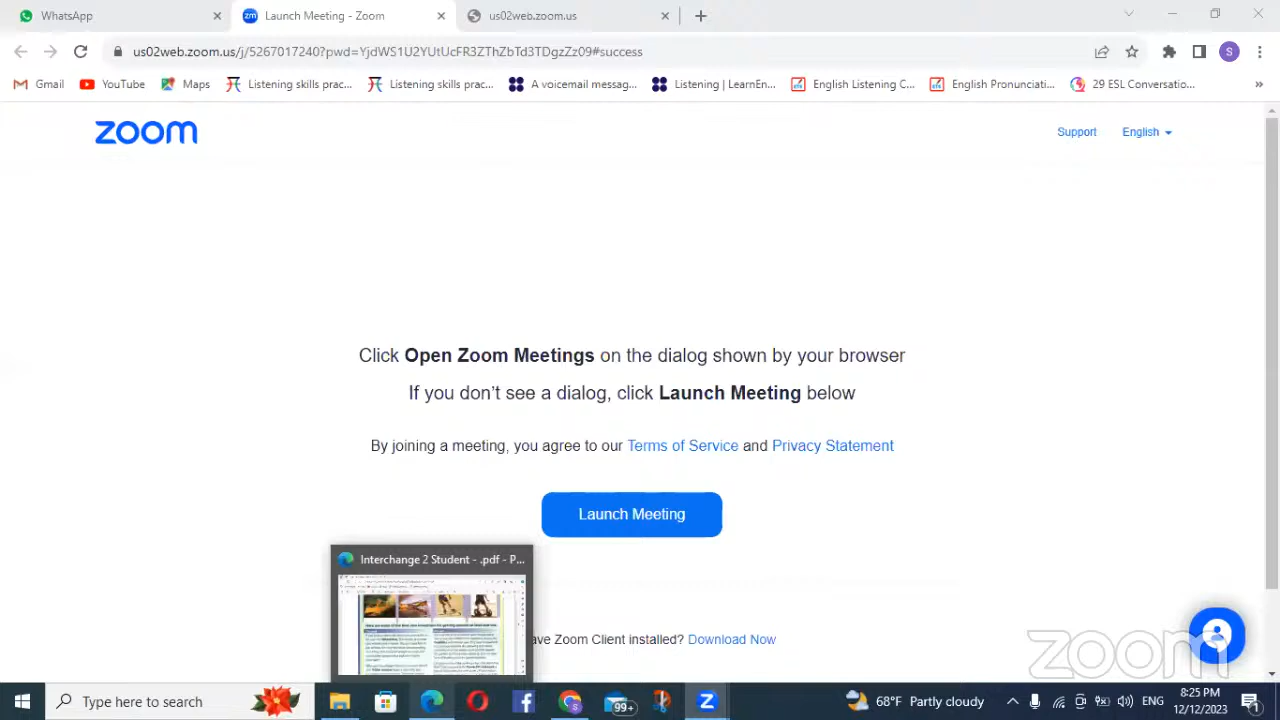 WhatsApp
Launch Meeting - Zoom
us02web.zoom.us
us02web.zoom.us/j/5267017240?pwd=YjdWS1U2YUtUcFR3ZThZbTd3TDgzZz09#success
S
Gmail
YouTube
Maps
Listening skills prac...
Listening skills prac...
A voicemail messag...
Listening | LearnEn...
English Listening C...
English Pronunciati...
29 ESL Conversatio...
zoom
Support
English
Click Open Zoom Meetings on the dialog shown by your browser
If you don't see a dialog, click Launch Meeting below
By joining a meeting, you agree to our Terms of Service and Privacy Statement
Launch Meeting
Interchange 2 Student - .pdf - P...
ve Zoom Client installed? Download Now
zoom
Type here to search
99+
68°F Partly cloudy
ENG
8:25 PM
12/12/2023
1